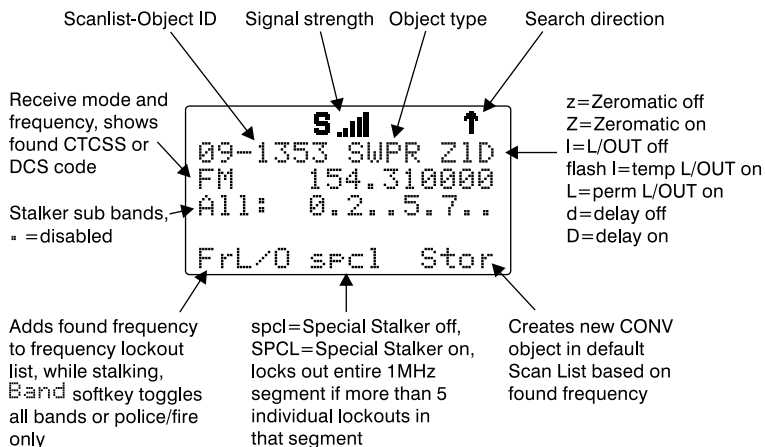 Scanlist-Object ID
Signal strength
Object type
Search direction
Receive mode and
frequency, shows
found CTCSS or
DCS code
Stalker sub bands,
▪ =disabled
S
09-1353 SWPR ZlD
FM 154.310000
All: 0.2..5.7..
FrL/O spcl Stor
z=Zeromatic off
Z=Zeromatic on
l=L/OUT off
flash l=temp L/OUT on
L=perm L/OUT on
d=delay off
D=delay on
Adds found frequency
to frequency lockout
list, while stalking,
Band softkey toggles
all bands or police/fire
only
spcl=Special Stalker off,
SPCL=Special Stalker on,
locks out entire 1MHz
segment if more than 5
individual lockouts in
that segment
Creates new CONV
object in default
Scan List based on
found frequency